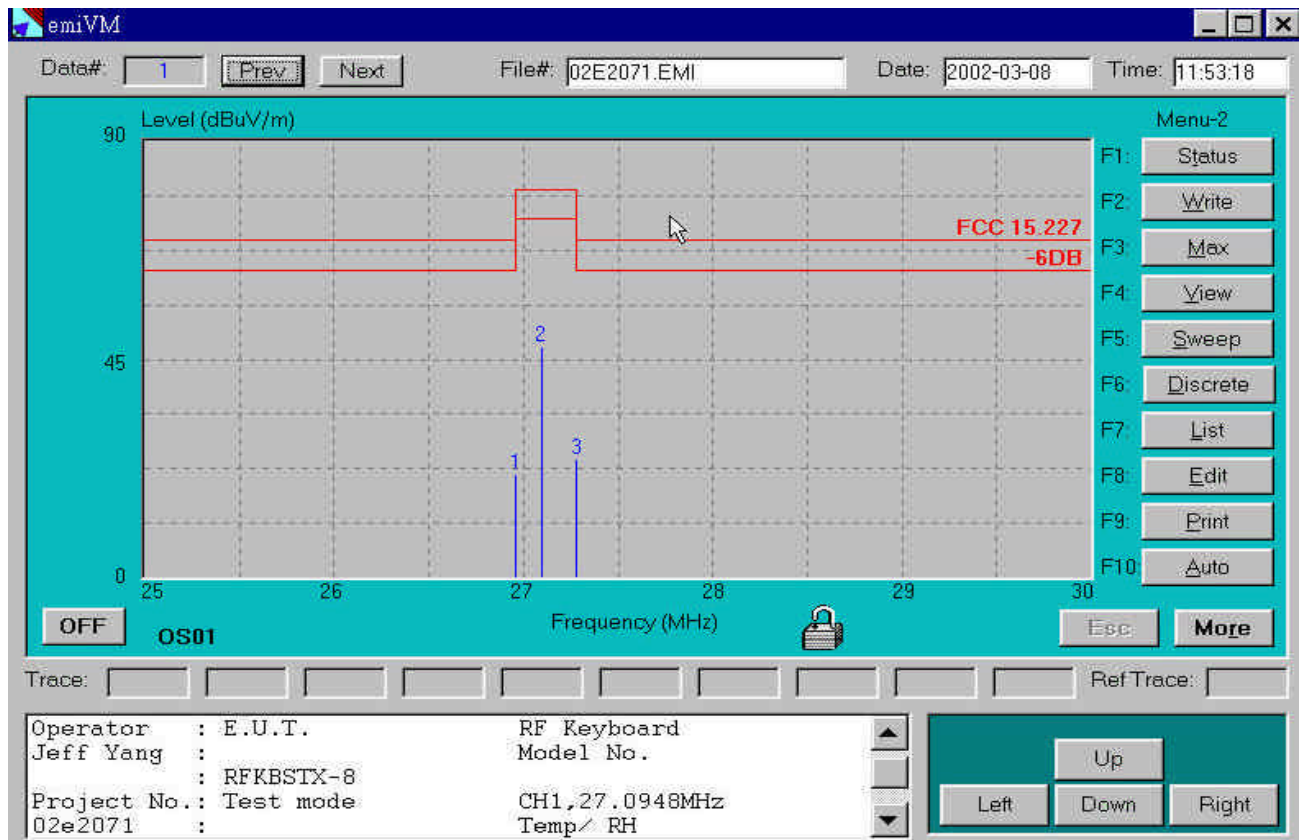 emiVM
Data#: 1 Prev Next File#: 02E2071.EMI Date: 2002-03-08 Time: 11:53:18
Level (dBuV/m)
90
45
0
FCC 15.227
-6DB
1
2
3
25 26 27 28 29 30
Frequency (MHz)
OFF
OS01
Menu-2
F1: Status
F2: Write
F3: Max
F4: View
F5: Sweep
F6: Discrete
F7: List
F8: Edit
F9: Print
F10: Auto
Esc More
Trace: Ref Trace:
Operator : E.U.T. RF Keyboard
Jeff Yang : Model No.
: RFKBSTX-8
Project No.: Test mode CH1,27.0948MHz
02e2071 : Temp/ RH
Up
Left Down Right